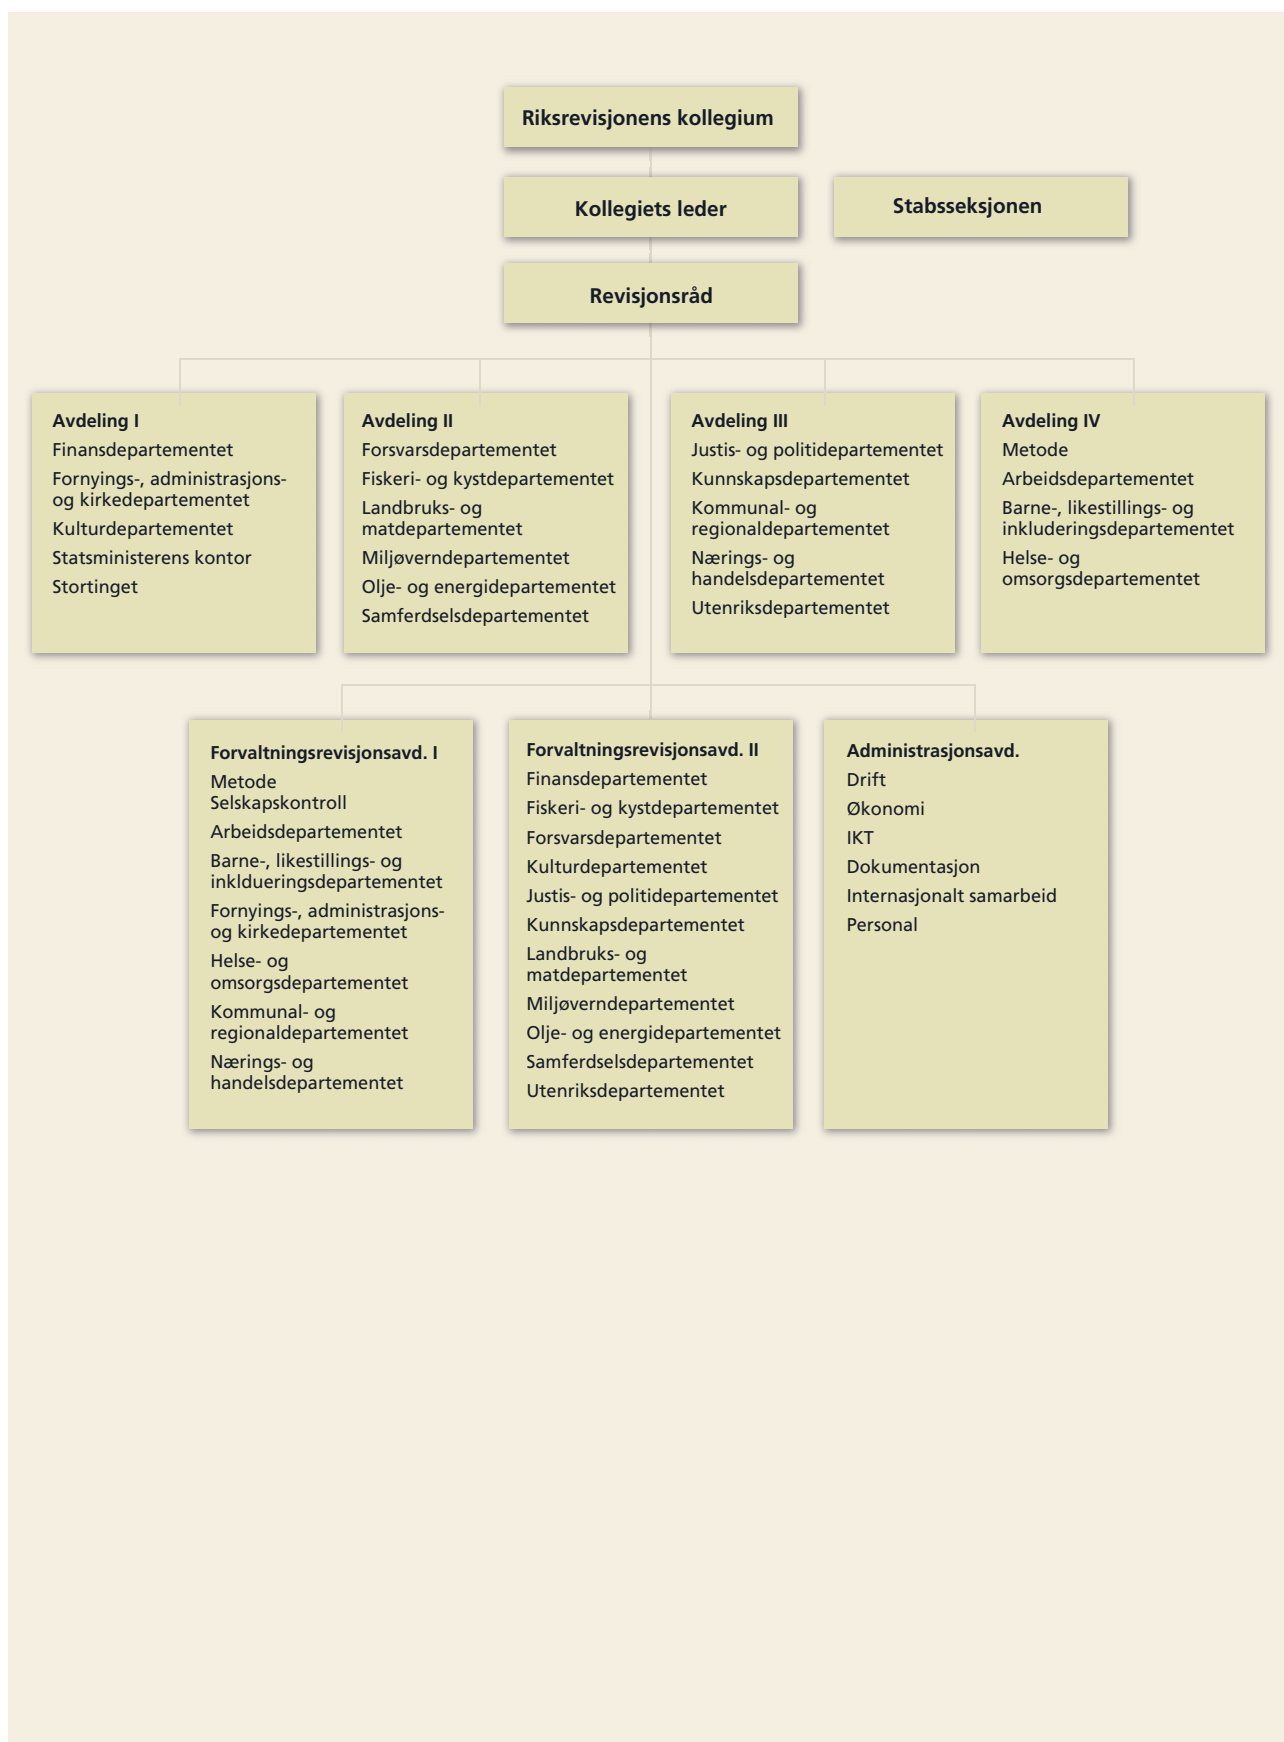 Riksrevisjonens kollegium
Kollegiets leder
Stabsseksjonen
Revisjonsråd
Avdeling I
Finansdepartementet
Fornyings-, administrasjons-
og kirkedepartementet
Kulturdepartementet
Statsministerens kontor
Stortinget
Avdeling II
Forsvarsdepartementet
Fiskeri- og kystdepartementet
Landbruks- og
matdepartementet
Miljøverndepartementet
Olje- og energidepartementet
Samferdselsdepartementet
Avdeling III
Justis- og politidepartementet
Kunnskapsdepartementet
Kommunal- og
regionaldepartementet
Nærings- og
handelsdepartementet
Utenriksdepartementet
Avdeling IV
Metode
Arbeidsdepartementet
Barne-, likestillings- og
inkluderingsdepartementet
Helse- og
omsorgsdepartementet
Forvaltningsrevisjonsavd. I
Metode
Selskapskontroll
Arbeidsdepartementet
Barne-, likestillings- og
inkldueringsdepartementet
Fornyings-, administrasjons-
og kirkedepartementet
Helse- og
omsorgsdepartementet
Kommunal- og
regionaldepartementet
Nærings- og
handelsdepartementet
Forvaltningsrevisjonsavd. II
Finansdepartementet
Fiskeri- og kystdepartementet
Forsvarsdepartementet
Kulturdepartementet
Justis- og politidepartementet
Kunnskapsdepartementet
Landbruks- og
matdepartementet
Miljøverndepartementet
Olje- og energidepartementet
Samferdselsdepartementet
Utenriksdepartementet
Administrasjonsavd.
Drift
Økonomi
IKT
Dokumentasjon
Internasjonalt samarbeid
Personal